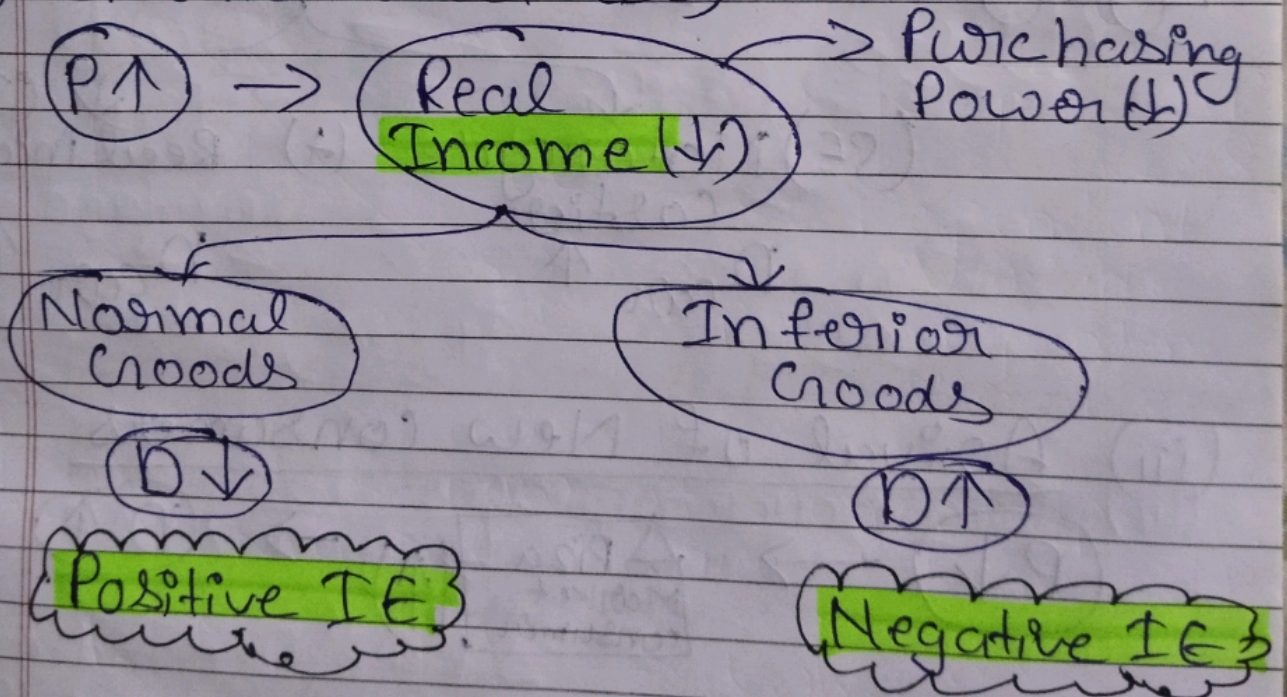 P↑ → Real Income (↓) → Purchasing Power (↓)
Normal Goods
Inferior Goods
D↓
D↑
Positive IE
Negative IE